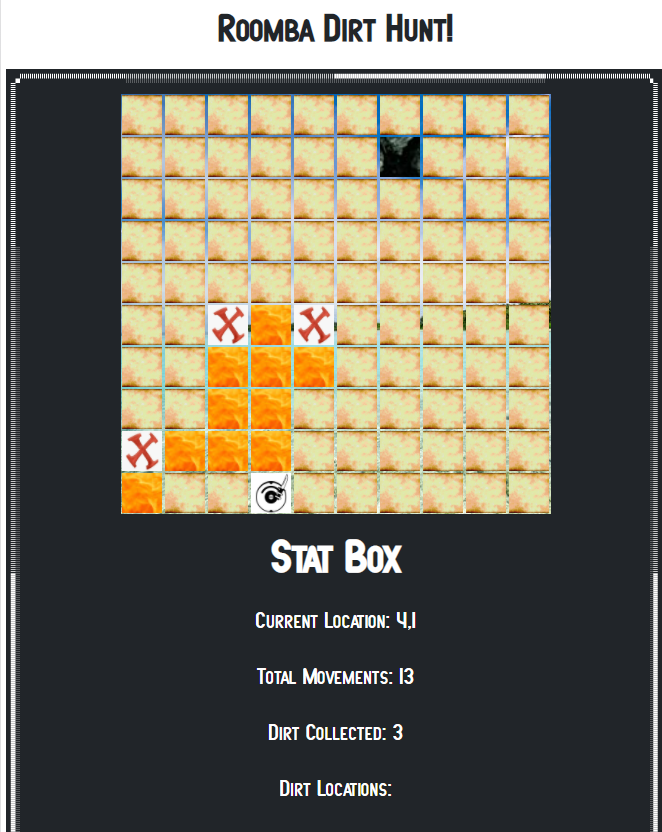 Roomba Dirt Hunt!
Stat Box
Current Location: 4,1
Total Movements: 13
Dirt Collected: 3
Dirt Locations: